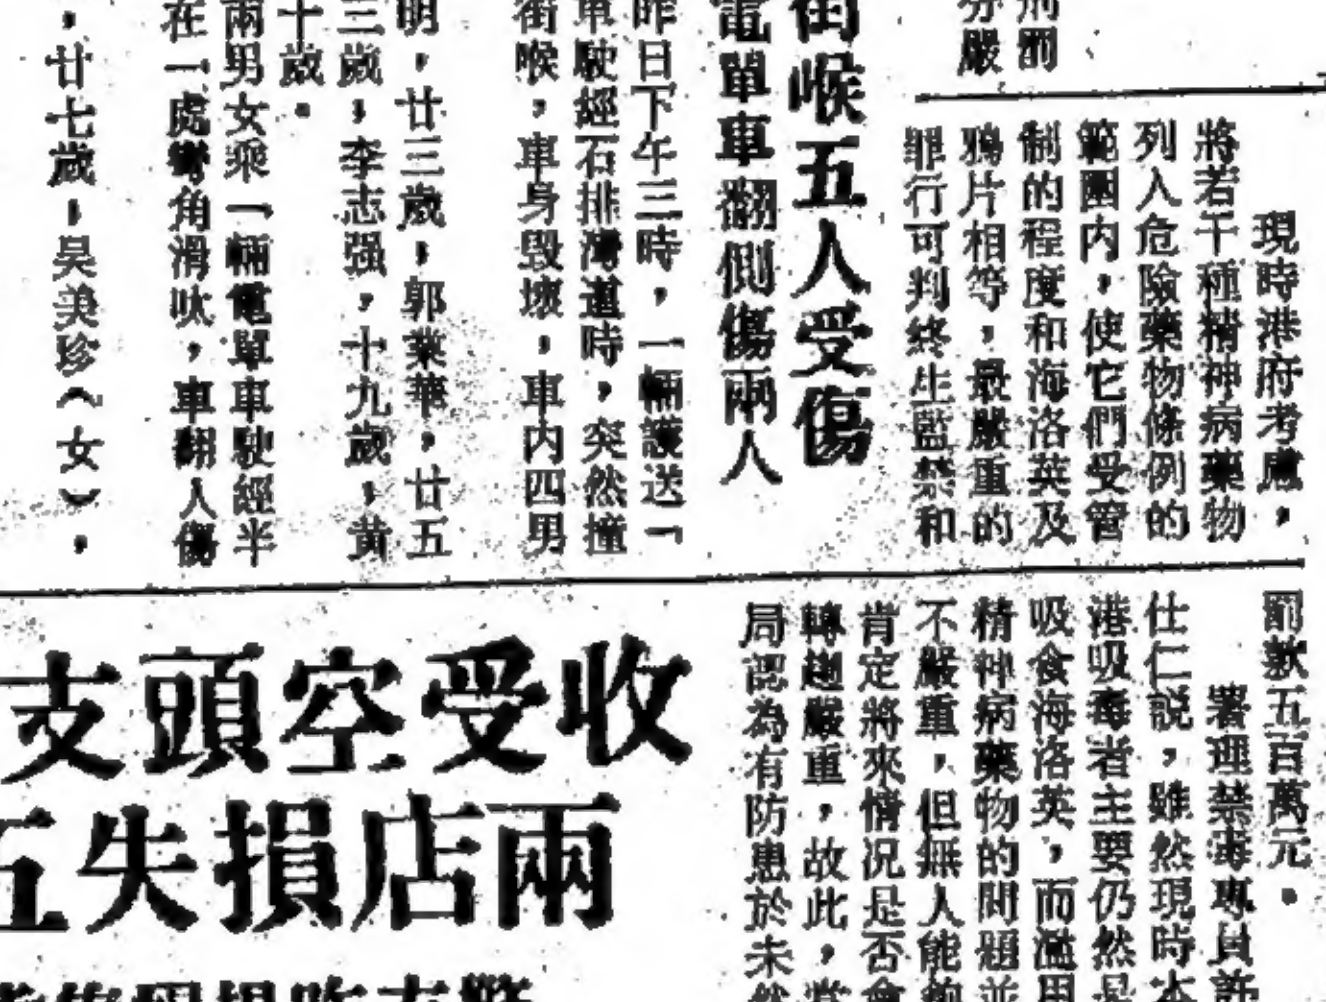 刑罰
分嚴
現時港府考慮，
將若干種精神病藥物
列入危險藥物條例的
範圍內，使它們受管
制的程度和海洛英及
鴉片相等，最嚴重的
罪行可判終生監禁和
罰款五百萬元。
署理禁毒專員許
仕仁説，雖然現時本
港吸毒者主要仍然是
吸食海洛英，而濫用
精神病藥物的問題並
不嚴重，但無人能夠
肯定將來情况是否會
轉趨嚴重，故此，當
局認為有防患於未然
街喉五人受傷
電單車翻側傷兩人
昨日下午三時，一輛護送一
車駛經石排灣道時，突然撞
街喉，車身毀壞，車内四男
明，廿三歲，郭業華，廿五
三歲，李志强，十九歲，黃
十歲。
兩男女乘一輛電單車駛經半
在一處彎角滑呔，車翻人傷
，廿七歲，吴美珍（女），
收受空頭支
兩店損失五